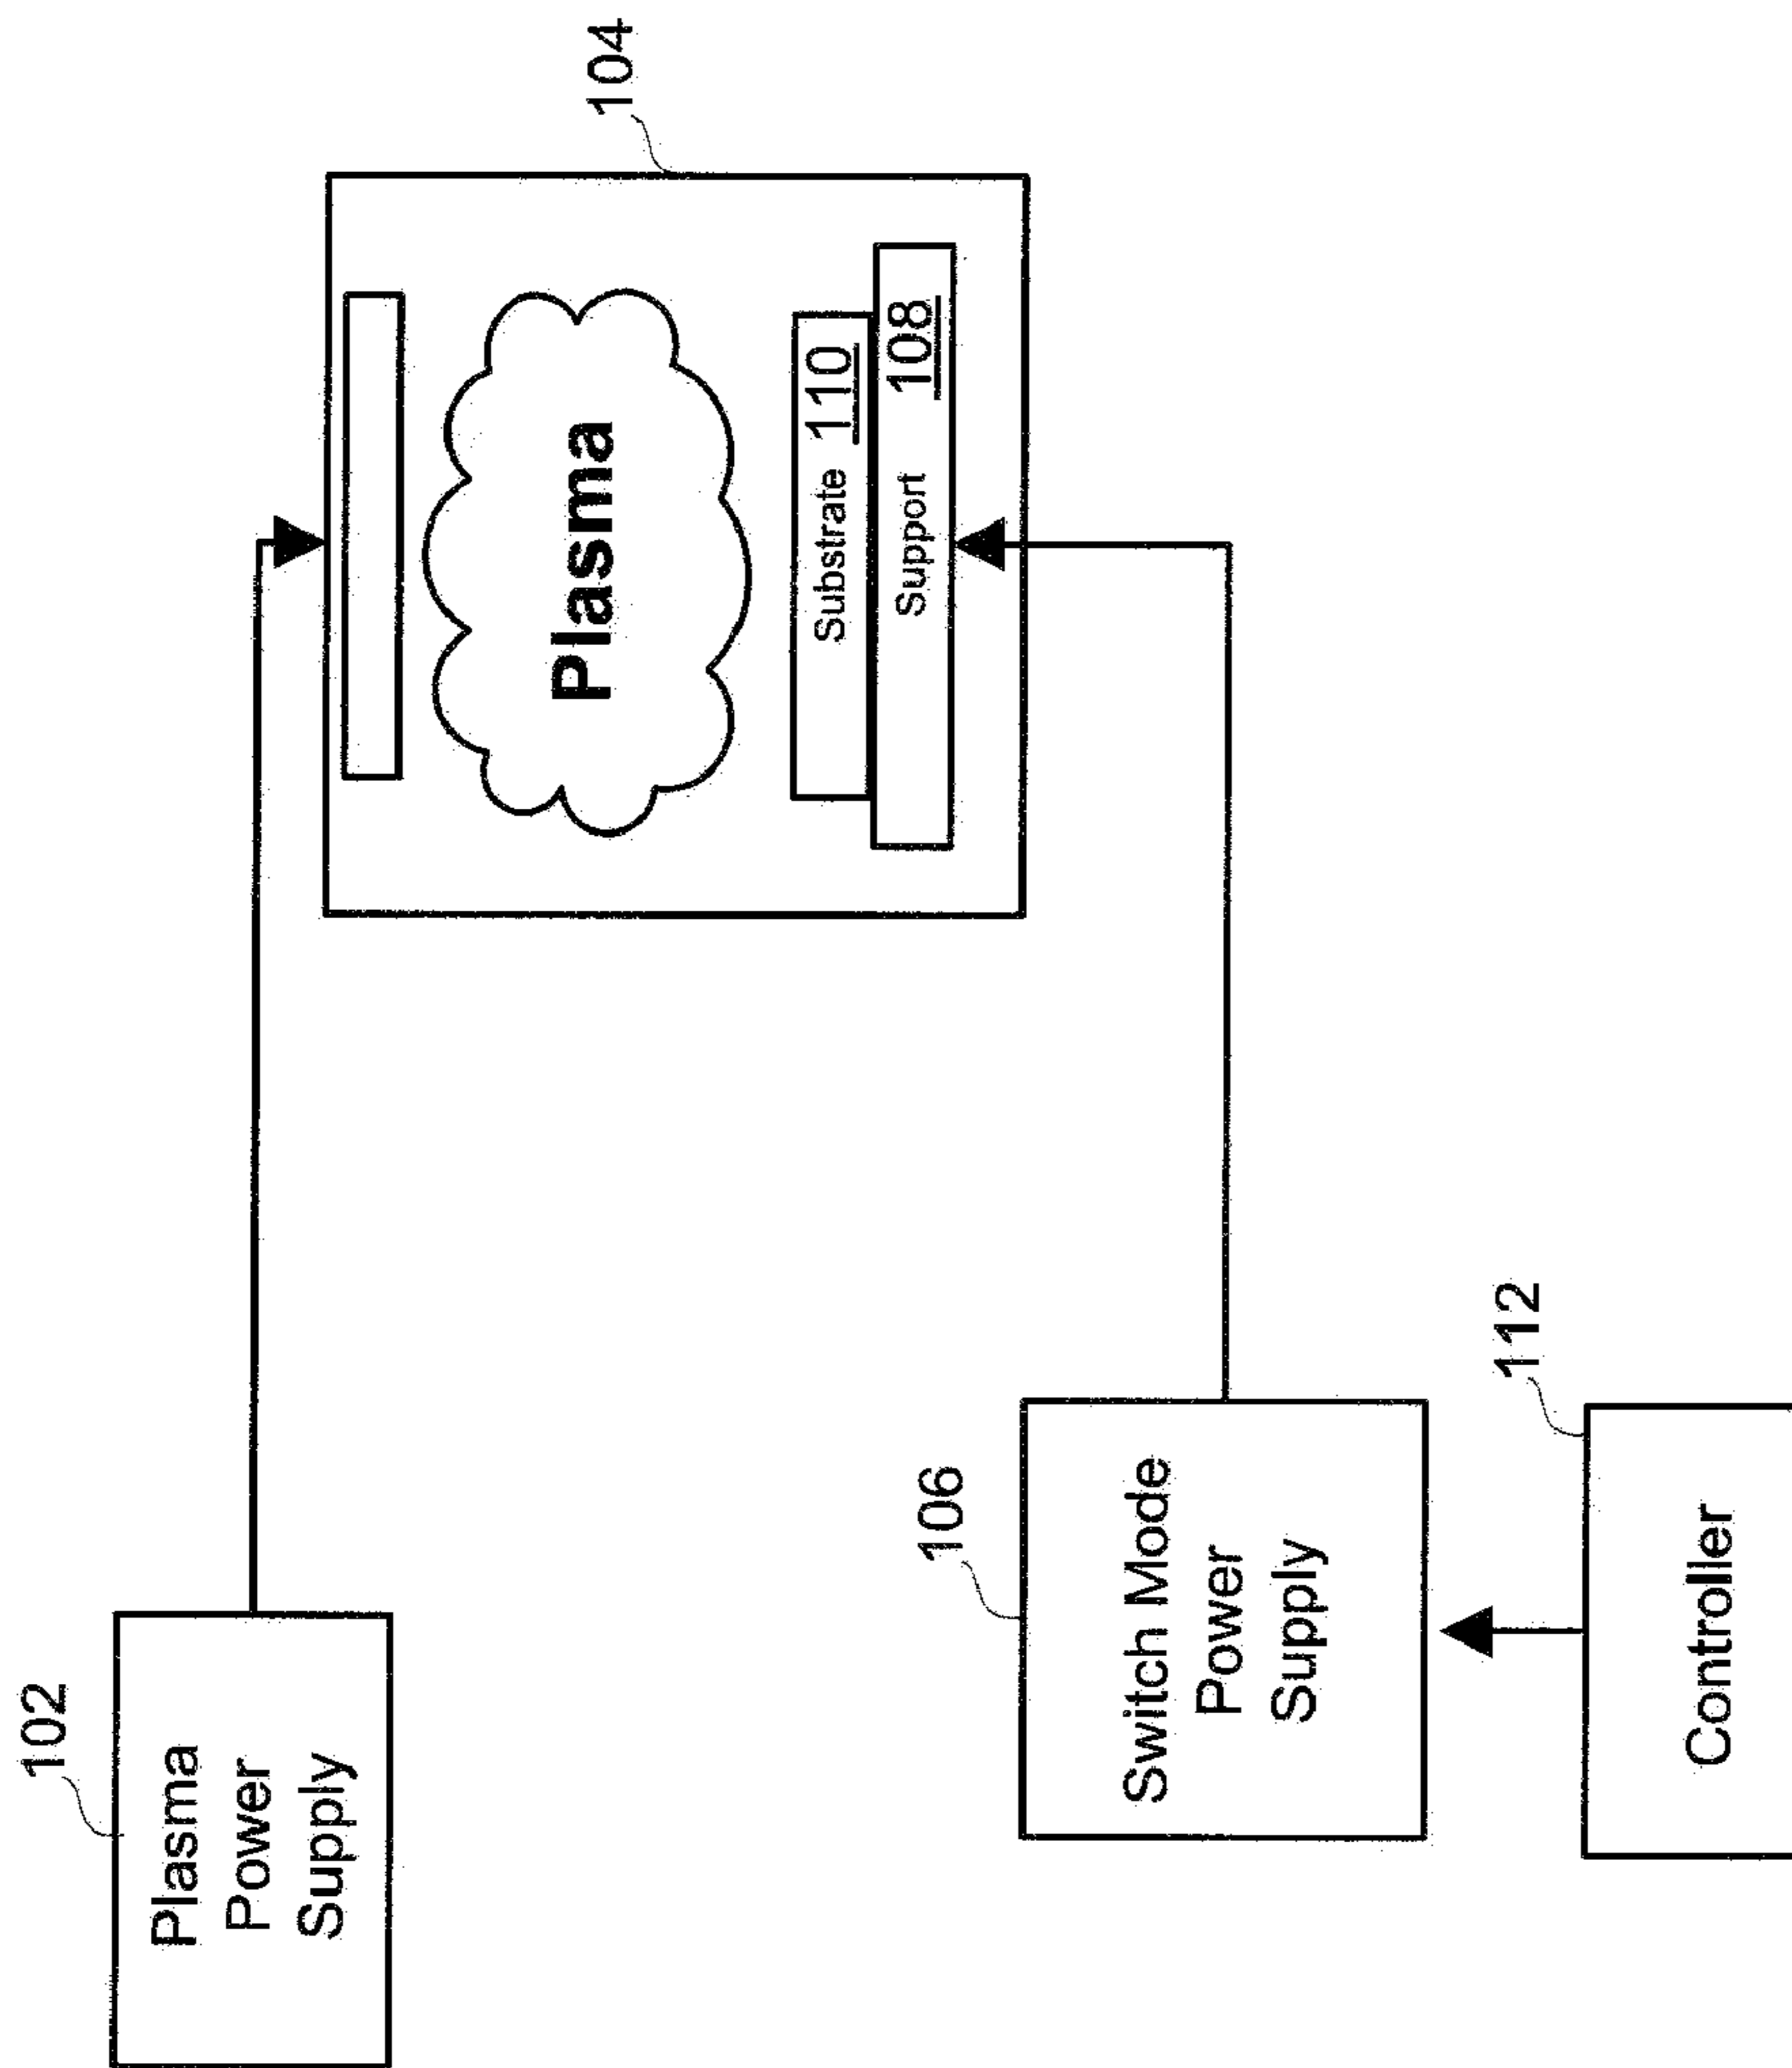 102
Plasma
Power
Supply
104
Plasma
Substrate 110
Support 108
106
Switch Mode
Power
Supply
112
Controller